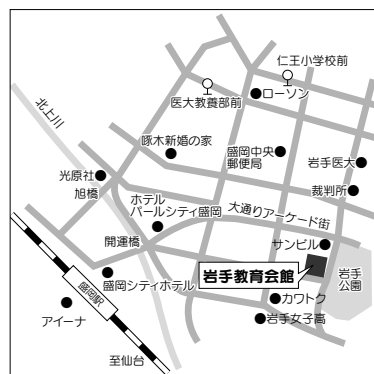 仁王小学校前
医大教養部前
ローソン
北上川
啄木新婚の家
盛岡中央
郵便局
岩手医大
光原社
旭橋
裁判所
ホテル
パールシティ盛岡
大通りアーケード街
開運橋
サンビル
岩手教育会館
岩手
公園
盛岡シティホテル
盛岡駅
カワトク
アイーナ
岩手女子高
至仙台